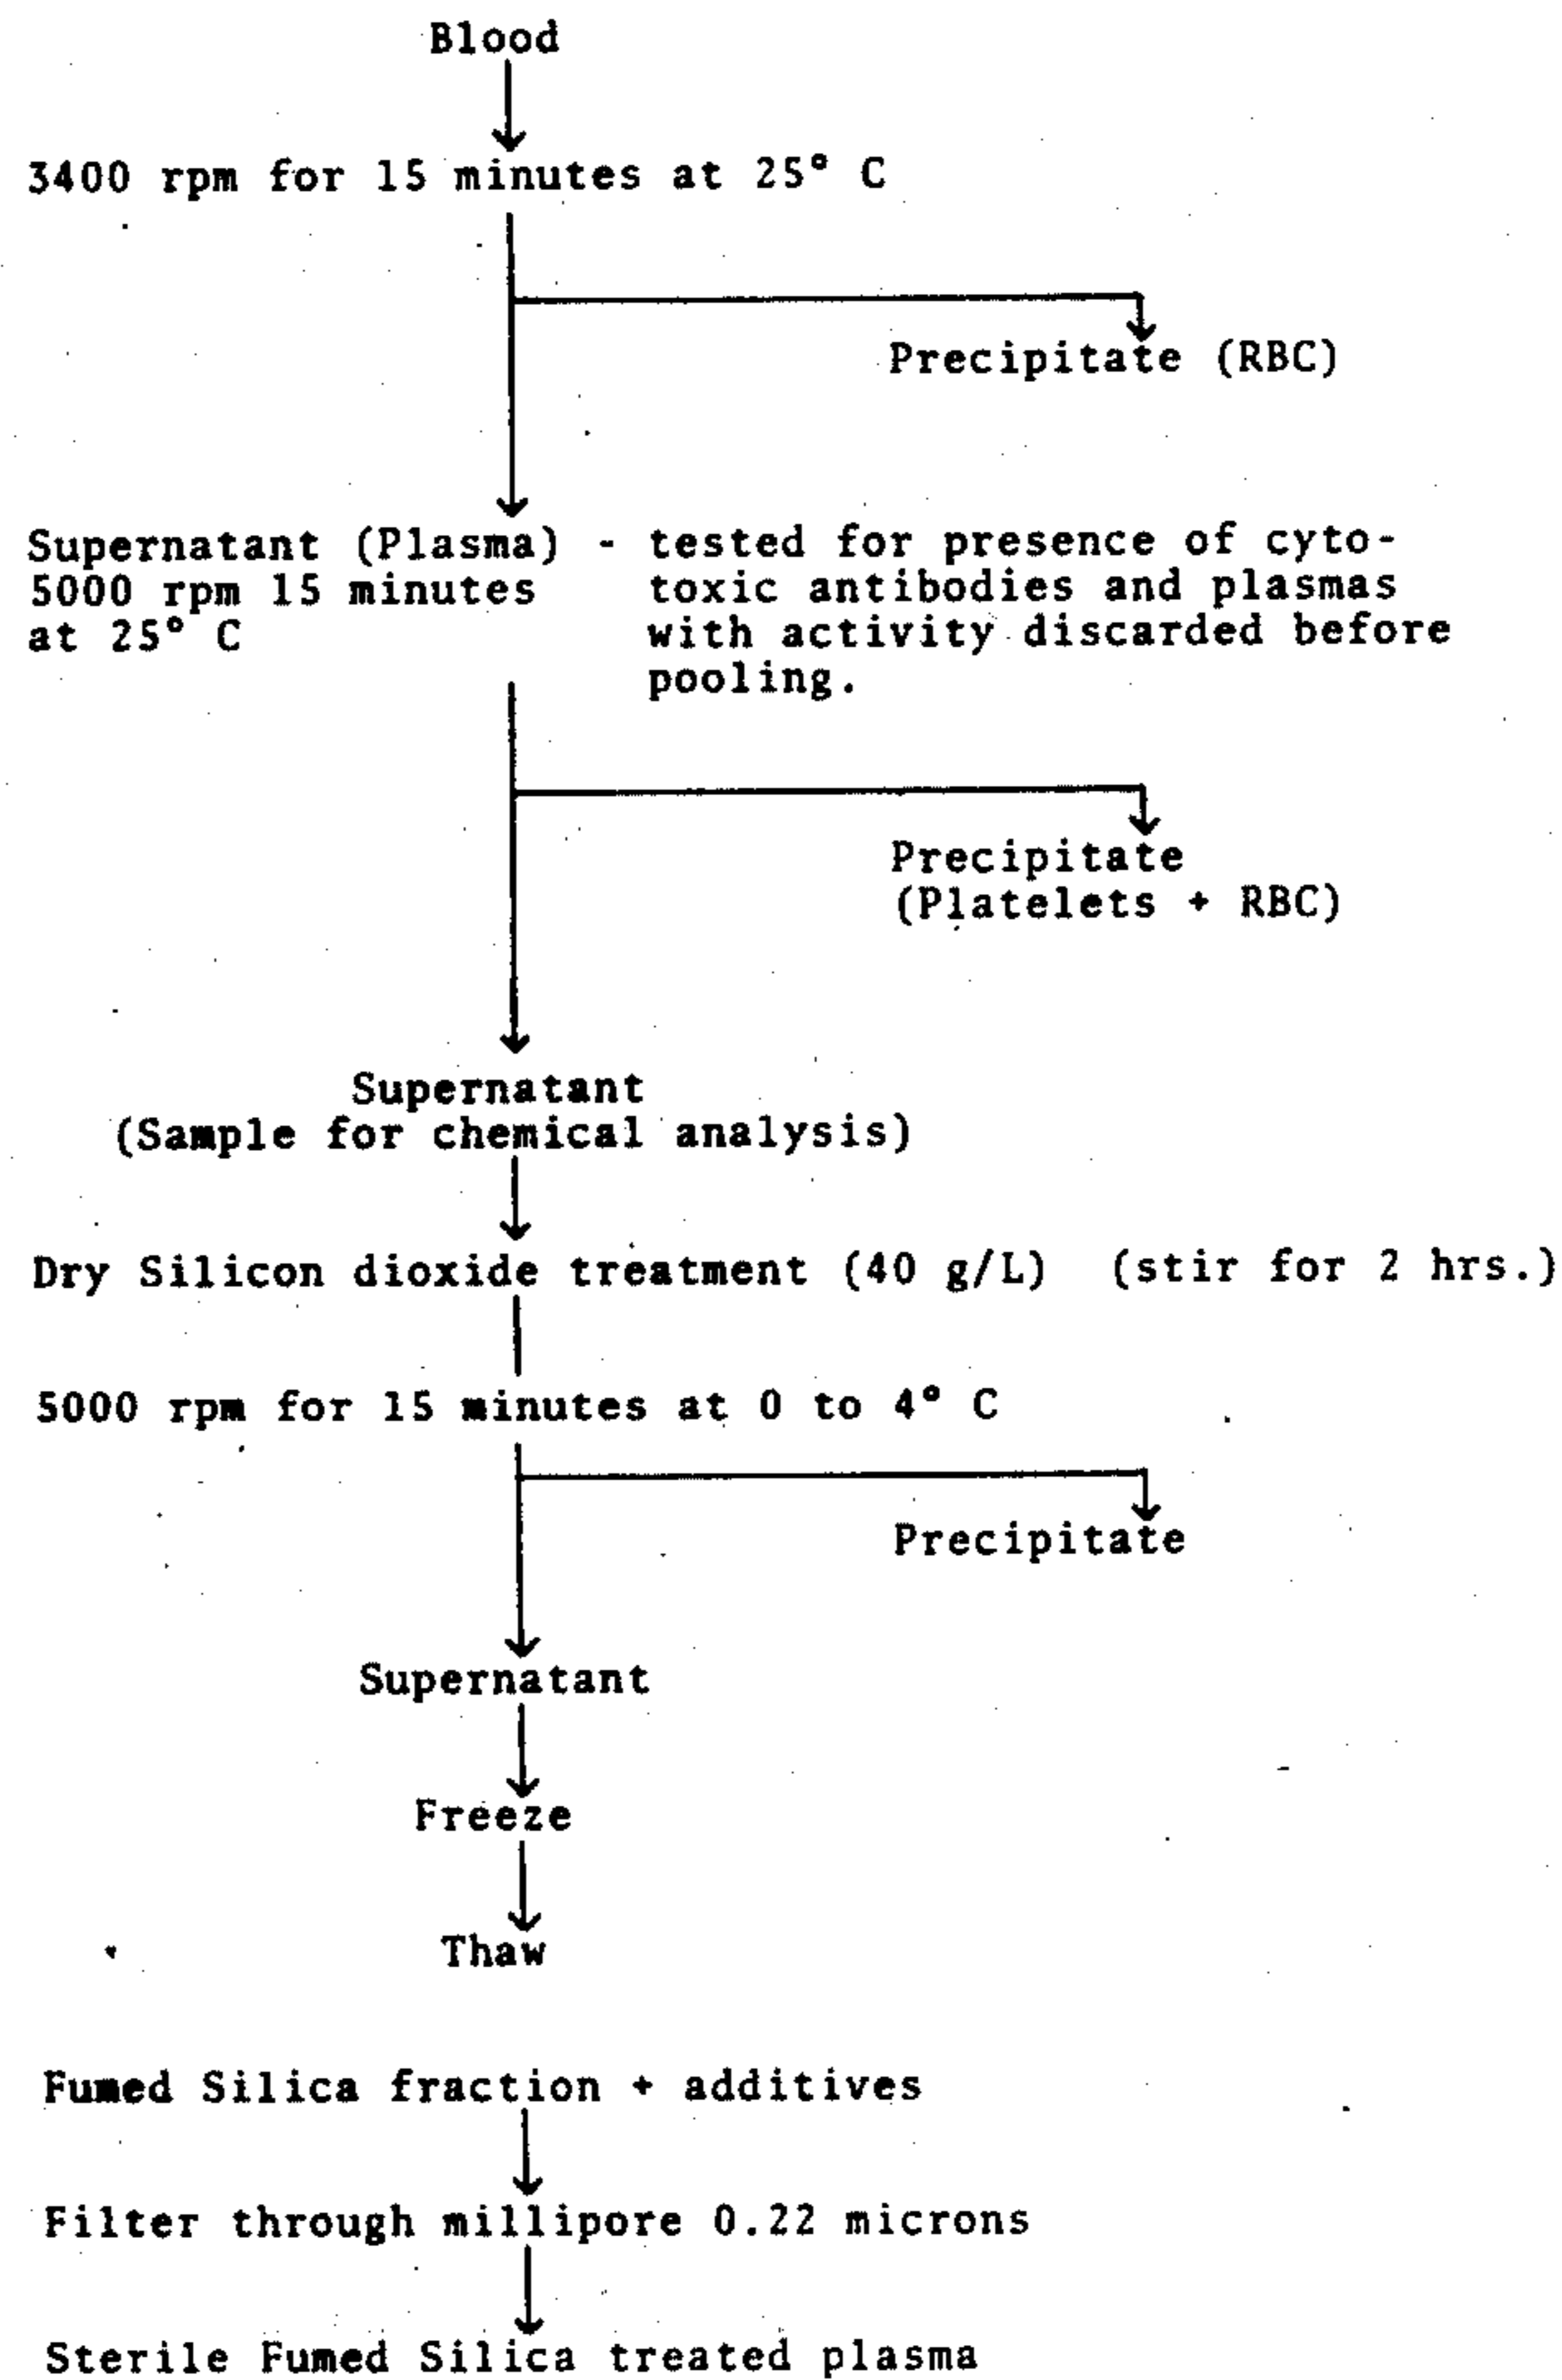 Blood
3400 rpm for 15 minutes at 25° C
Precipitate (RBC)
Supernatant (Plasma) - tested for presence of cyto-
5000 rpm 15 minutes toxic antibodies and plasmas
at 25° C with activity discarded before
pooling.
Precipitate
(Platelets + RBC)
Supernatant
(Sample for chemical analysis)
Dry Silicon dioxide treatment (40 g/L) (stir for 2 hrs.)
5000 rpm for 15 minutes at 0 to 4° C
Precipitate
Supernatant
Freeze
Thaw
Fumed Silica fraction + additives
Filter through millipore 0.22 microns
Sterile Fumed Silica treated plasma